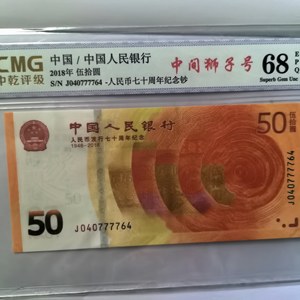 CMG
中乾评级
中国 / 中国人民银行
2018年 伍拾圆
S/N J040777764 -人民币七十周年纪念钞
中间狮子号
68 EPQ
Superb Gem Unc
中国人民银行
人民币发行七十周年纪念
1948-2018
50
50
J040777764
J040777764